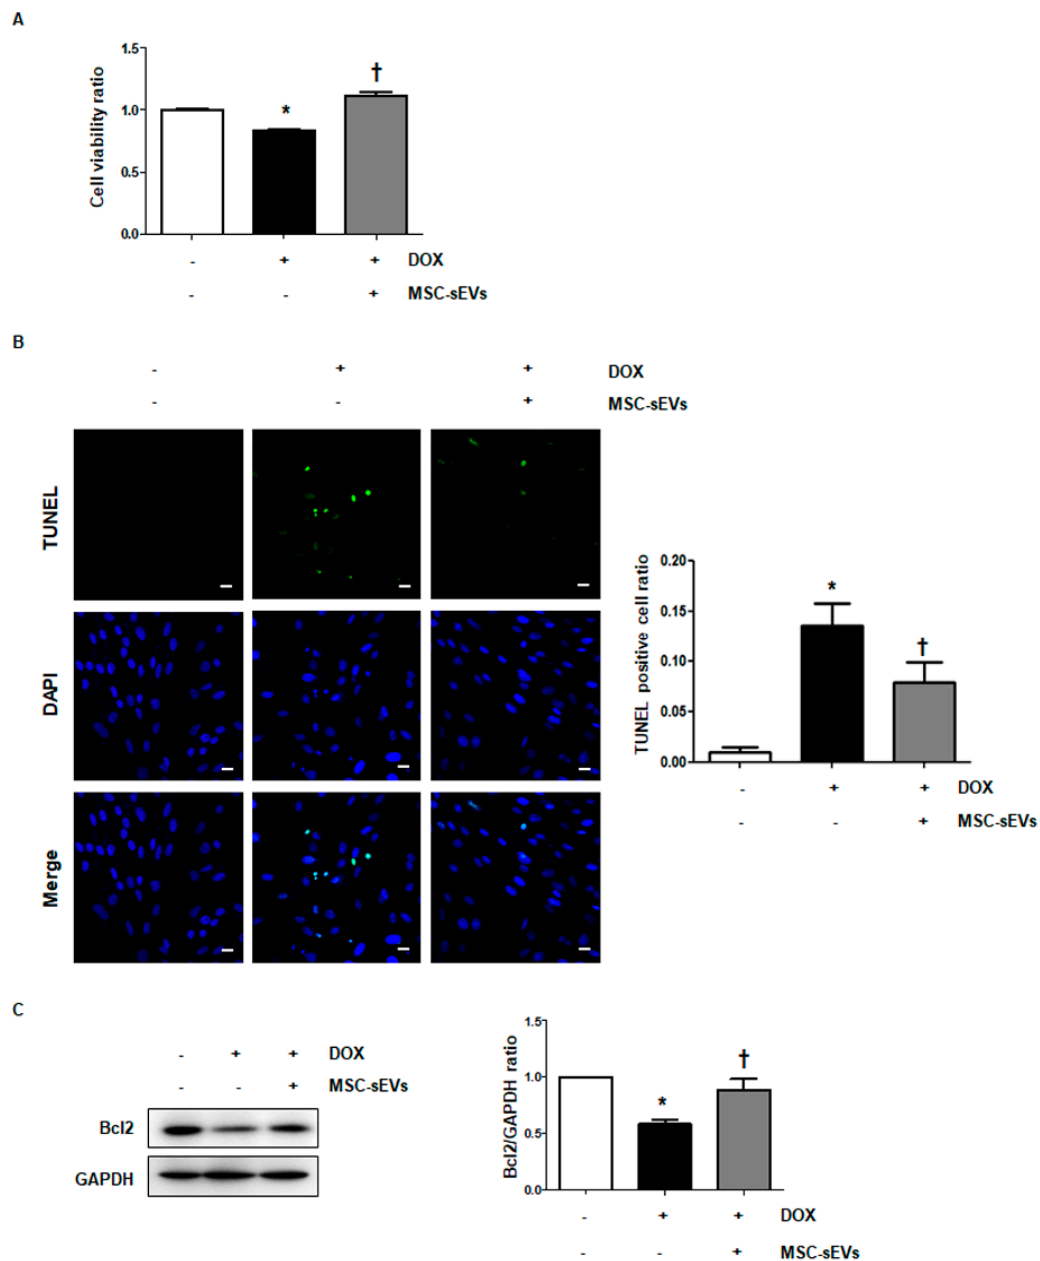 A
1.5
1.0
0.5
0.0
Cell viability ratio
*
†
- + + DOX
- - + MSC-sEVs
B
- + + DOX
- - + MSC-sEVs
TUNEL
DAPI
Merge
0.20
0.15
0.10
0.05
0.00
TUNEL positive cell ratio
*
†
- + + DOX
- - + MSC-sEVs
C
- + + DOX
- - + MSC-sEVs
Bcl2
GAPDH
1.5
1.0
0.5
0.0
Bcl2/GAPDH ratio
*
†
- + + DOX
- - + MSC-sEVs